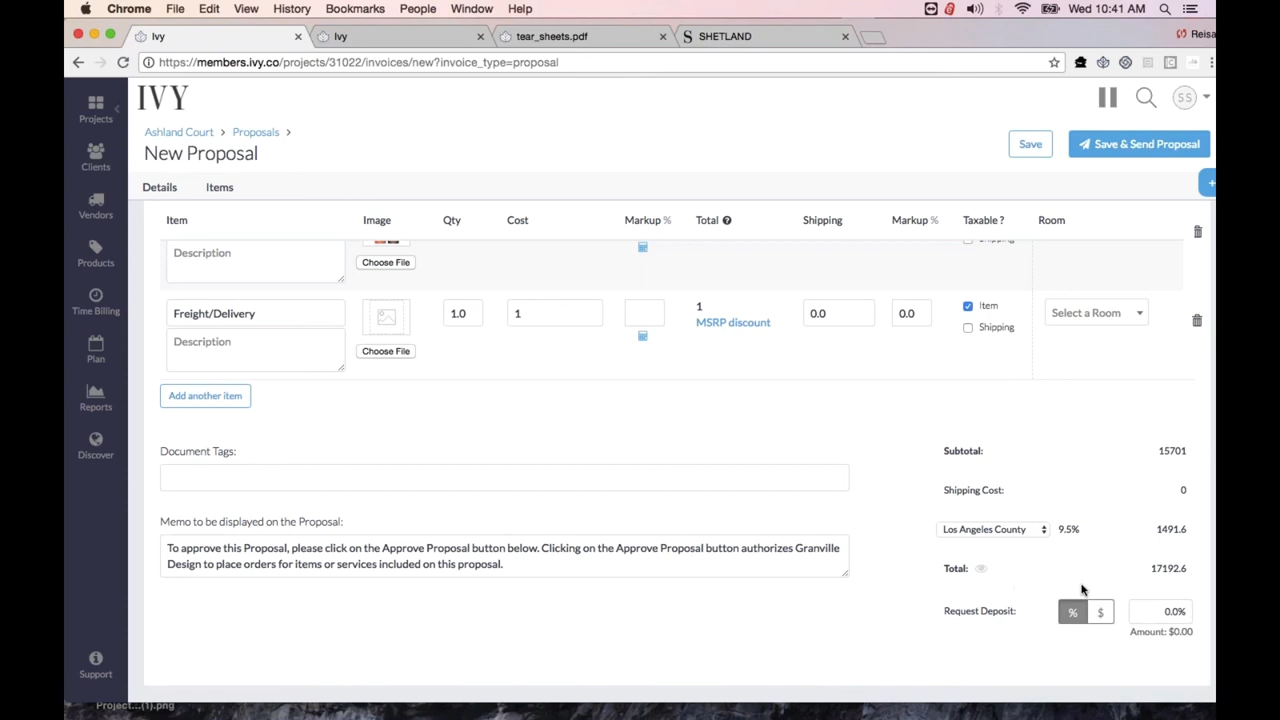 Chrome File Edit View History Bookmarks People Window Help Wed 10:41 AM
Ivy Ivy tear_sheets.pdf S SHETLAND Reisa
https://members.ivy.co/projects/31022/invoices/new?invoice_type=proposal
Projects
Clients
Vendors
Products
Time Billing
Plan
Reports
Discover
Support
IVY SS
Ashland Court > Proposals >
New Proposal
Save Save & Send Proposal
Details Items +
Item Image Qty Cost Markup % Total ? Shipping Markup % Taxable ? Room
Description Choose File Shipping
Freight/Delivery 1.0 1 1 0.0 0.0 Item Select a Room
MSRP discount Shipping
Description Choose File
Add another item
Document Tags:
Subtotal: 15701
Shipping Cost: 0
Memo to be displayed on the Proposal:
Los Angeles County 9.5% 1491.6
To approve this Proposal, please click on the Approve Proposal button below. Clicking on the Approve Proposal button authorizes Granville
Design to place orders for items or services included on this proposal.
Total: 17192.6
Request Deposit: % $ 0.0%
Amount: $0.00
Project...(1).png